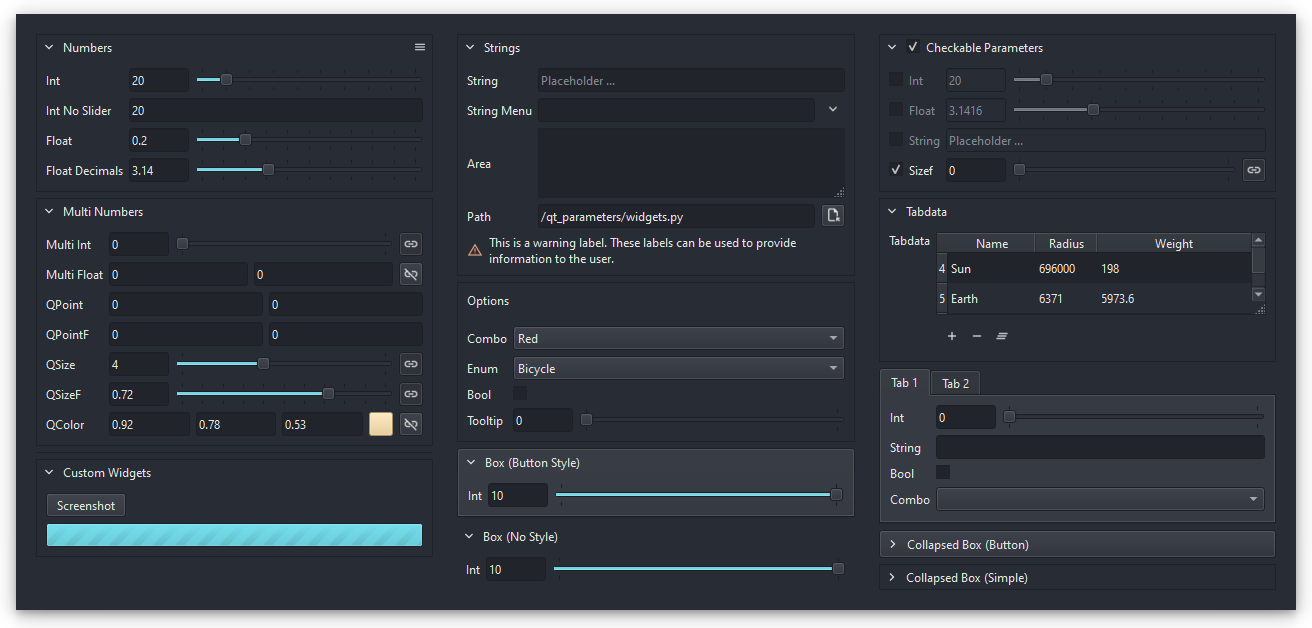 Numbers
Int 20
Int No Slider 20
Float 0.2
Float Decimals 3.14
Multi Numbers
Multi Int 0
Multi Float 0 0
QPoint 0 0
QPointF 0 0
QSize 4
QSizeF 0.72
QColor 0.92 0.78 0.53
Custom Widgets
Screenshot
Strings
String Placeholder ...
String Menu
Area
Path /qt_parameters/widgets.py
This is a warning label. These labels can be used to provide
information to the user.
Options
Combo Red
Enum Bicycle
Bool
Tooltip 0
Box (Button Style)
Int 10
Box (No Style)
Int 10
Checkable Parameters
Int 20
Float 3.1416
String Placeholder ...
Sizef 0
Tabdata
Tabdata Name Radius Weight
4 Sun 696000 198
5 Earth 6371 5973.6
Tab 1 Tab 2
Int 0
String
Bool
Combo
Collapsed Box (Button)
Collapsed Box (Simple)